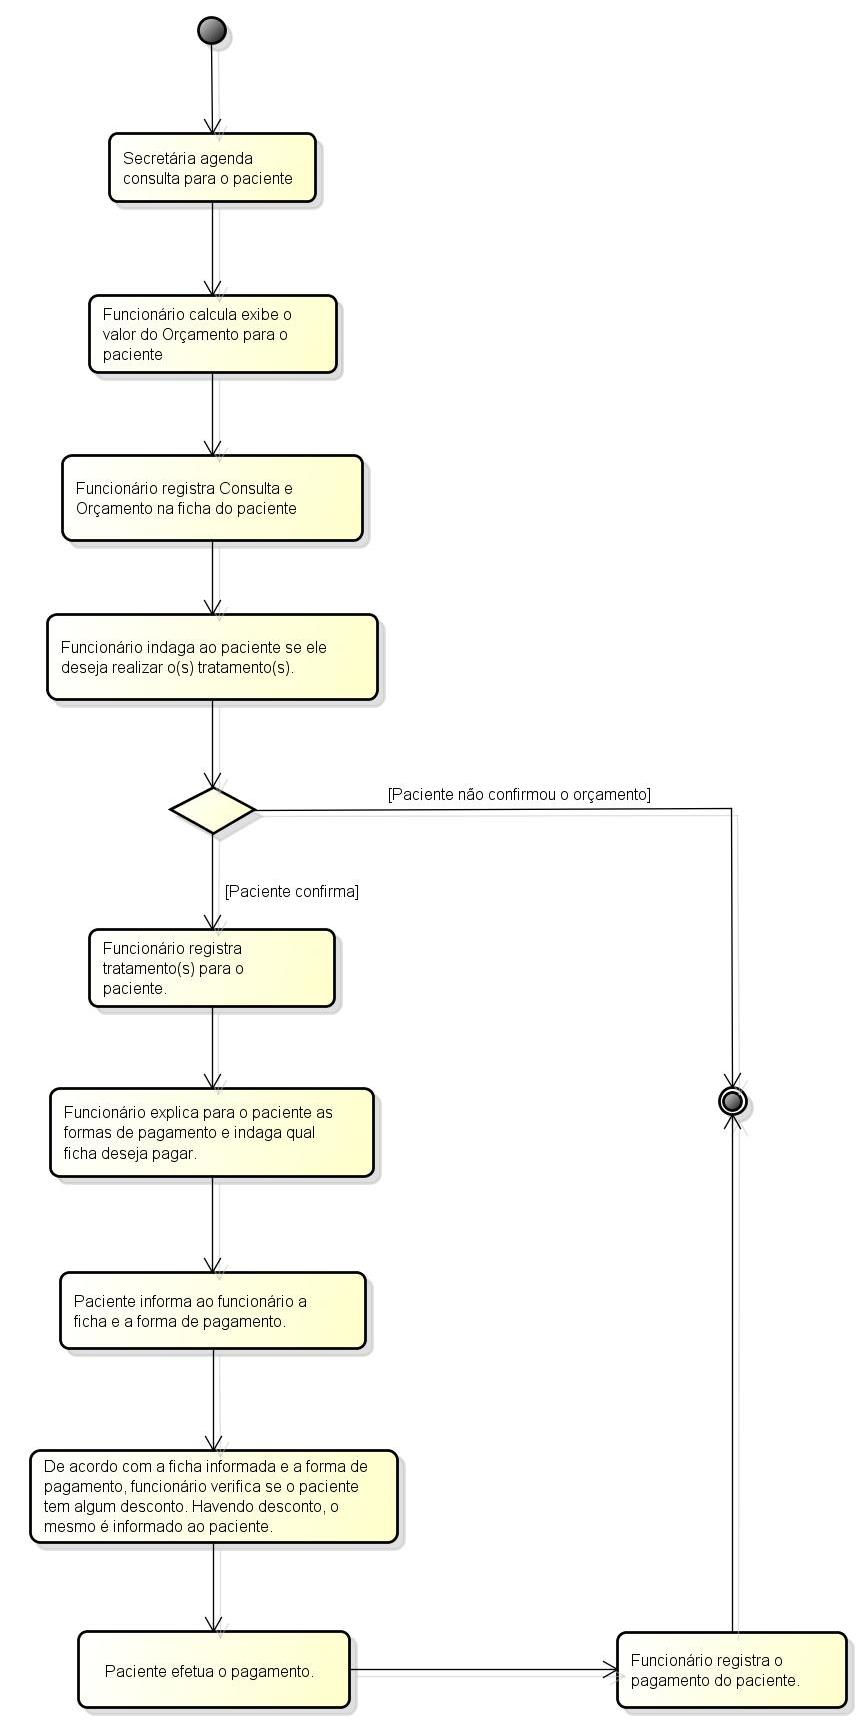 Secretária agenda
consulta para o paciente
Funcionário calcula exibe o
valor do Orçamento para o
paciente
Funcionário registra Consulta e
Orçamento na ficha do paciente
Funcionário indaga ao paciente se ele
deseja realizar o(s) tratamento(s).
[Paciente não confirmou o orçamento]
[Paciente confirma]
Funcionário registra
tratamento(s) para o
paciente.
Funcionário explica para o paciente as
formas de pagamento e indaga qual
ficha deseja pagar.
Paciente informa ao funcionário a
ficha e a forma de pagamento.
De acordo com a ficha informada e a forma de
pagamento, funcionário verifica se o paciente
tem algum desconto. Havendo desconto, o
mesmo é informado ao paciente.
Paciente efetua o pagamento.
Funcionário registra o
pagamento do paciente.